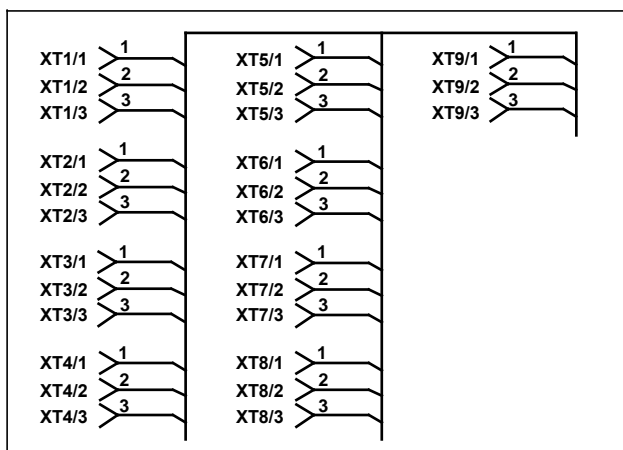 XT1/1 1
XT1/2 2
XT1/3 3
XT2/1 1
XT2/2 2
XT2/3 3
XT3/1 1
XT3/2 2
XT3/3 3
XT4/1 1
XT4/2 2
XT4/3 3
XT5/1 1
XT5/2 2
XT5/3 3
XT6/1 1
XT6/2 2
XT6/3 3
XT7/1 1
XT7/2 2
XT7/3 3
XT8/1 1
XT8/2 2
XT8/3 3
XT9/1 1
XT9/2 2
XT9/3 3